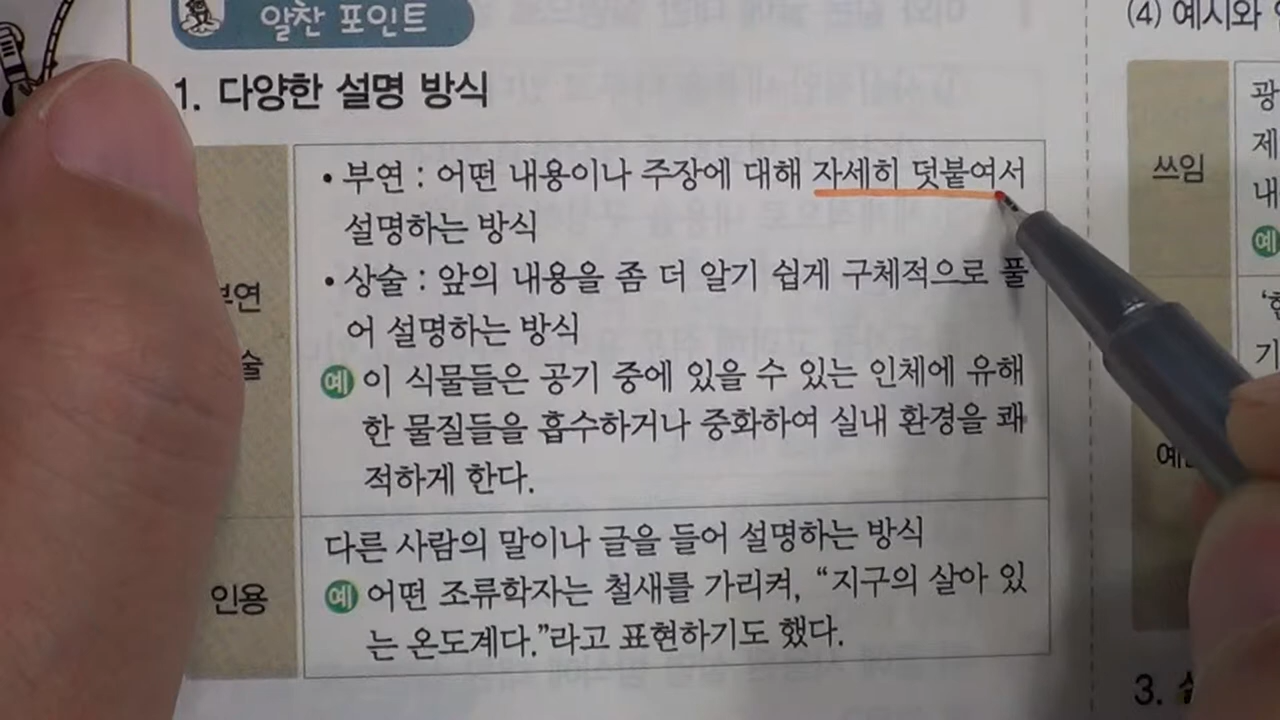 알찬 포인트
1. 다양한 설명 방식
• 부연 : 어떤 내용이나 주장에 대해 자세히 덧붙여서
설명하는 방식
• 상술 : 앞의 내용을 좀 더 알기 쉽게 구체적으로 풀
어 설명하는 방식
부연
술
예 이 식물들은 공기 중에 있을 수 있는 인체에 유해
한 물질들을 흡수하거나 중화하여 실내 환경을 쾌
적하게 한다.
인용
다른 사람의 말이나 글을 들어 설명하는 방식
예 어떤 조류학자는 철새를 가리켜, “지구의 살아 있
는 온도계다.”라고 표현하기도 했다.
(4) 예시와
쓰임
광
제
내
예
기
3.